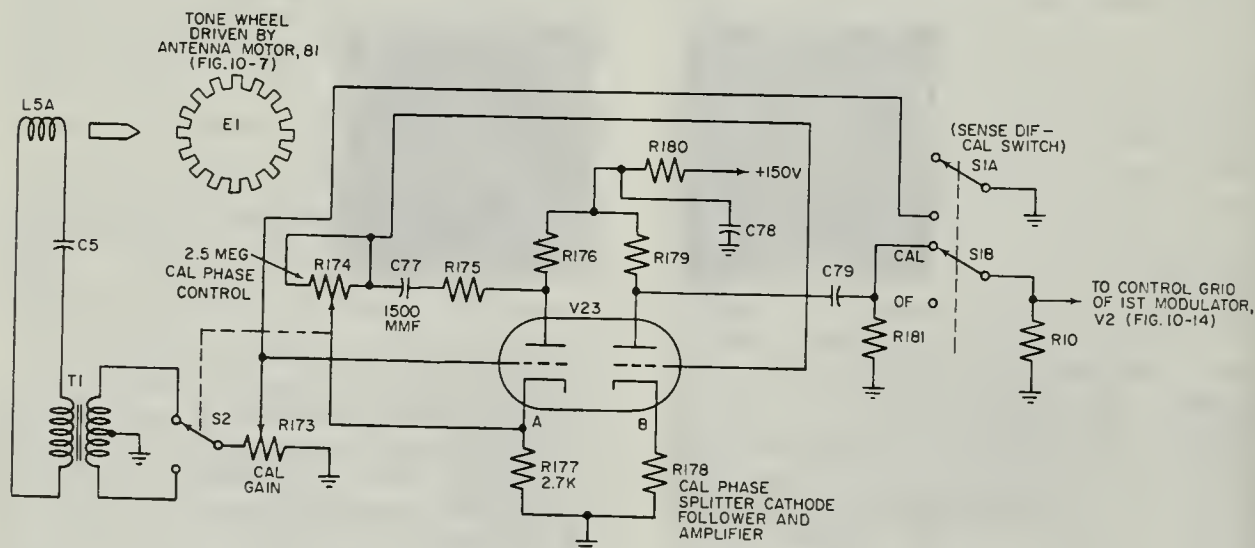 TONE WHEEL
DRIVEN BY
ANTENNA MOTOR, B1
(FIG. 10-7)
L5A
E1
(SENSE DIF-
CAL SWITCH)
R180
S1A
+150V
C5
C78
2.5 MEG
CAL PHASE
CONTROL
R174
C77
R175
R176
R179
C79
CAL
S1B
1500
MMF
V23
OF
TO CONTROL GRID
OF 1ST MODULATOR,
V2 (FIG. 10-14)
R181
R10
T1
S2
R173
A
B
CAL
GAIN
R177
2.7K
R178
CAL PHASE
SPLITTER CATHODE
FOLLOWER AND
AMPLIFIER